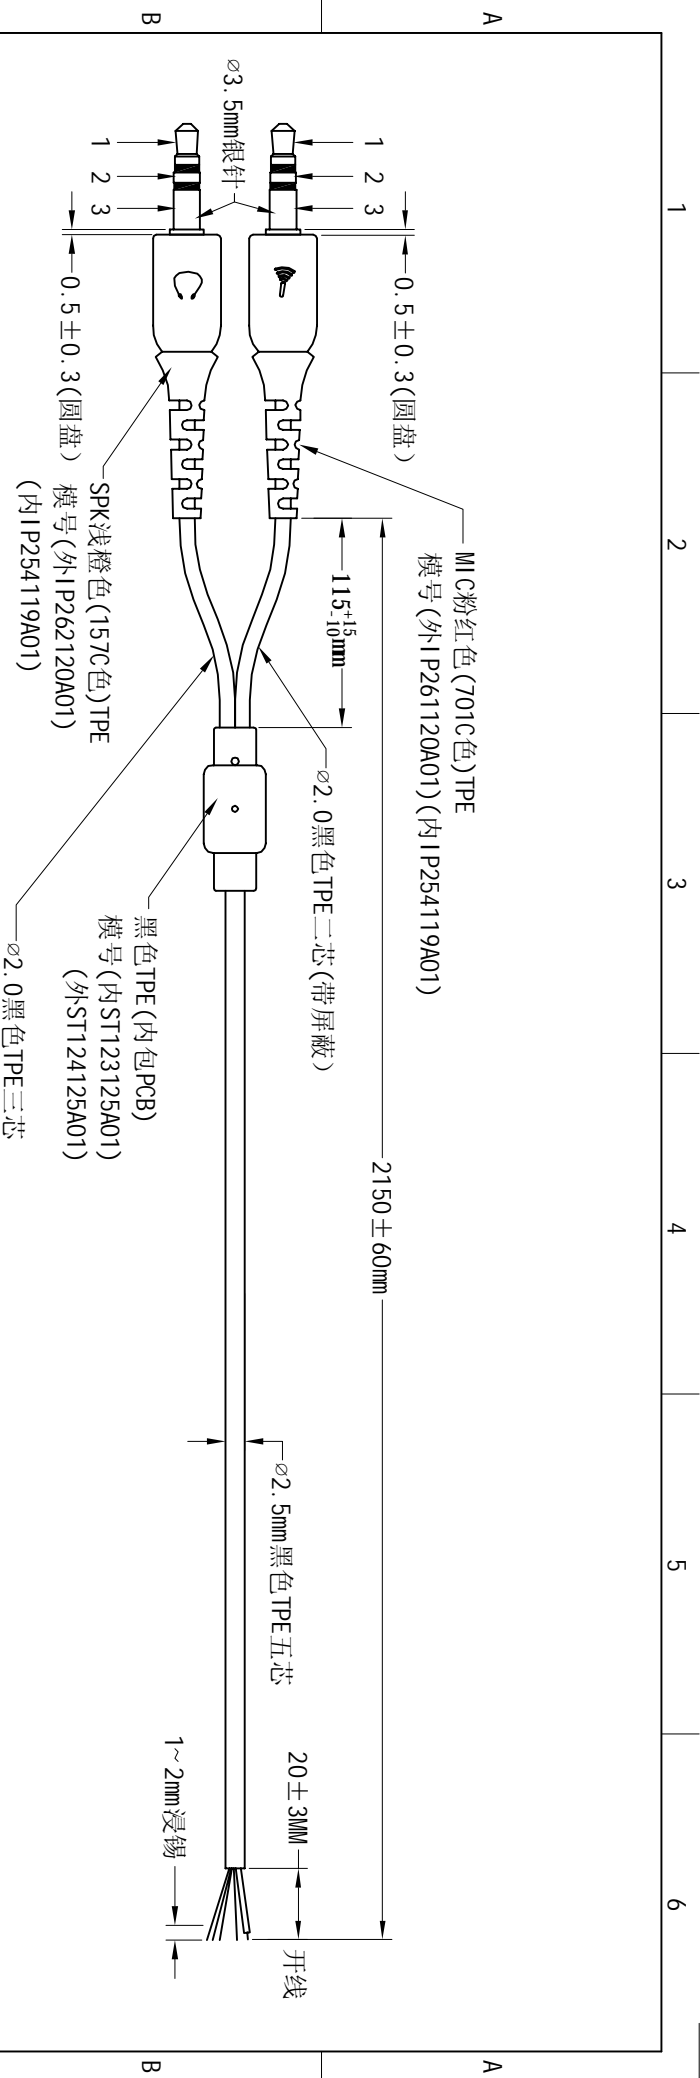 1
2
3
4
5
6
A
A
B
B
1
2
3
0.5±0.3(圆盘)
MIC粉红色(701C色)TPE
模号(外IP261120A01)(内IP254119A01)
2150±60mm
115+15-10mm
⌀2.0黑色TPE二芯(带屏蔽)
⌀3.5mm银针
⌀2.5mm黑色TPE五芯
20±3MM
开线
1~2mm浸锡
1
2
3
0.5±0.3(圆盘)
SPK浅橙色(157C色)TPE
模号(外IP262120A01)
(内IP254119A01)
黑色TPE(内包PCB)
模号(内ST123125A01)
(外ST124125A01)
⌀2.0黑色TPE三芯